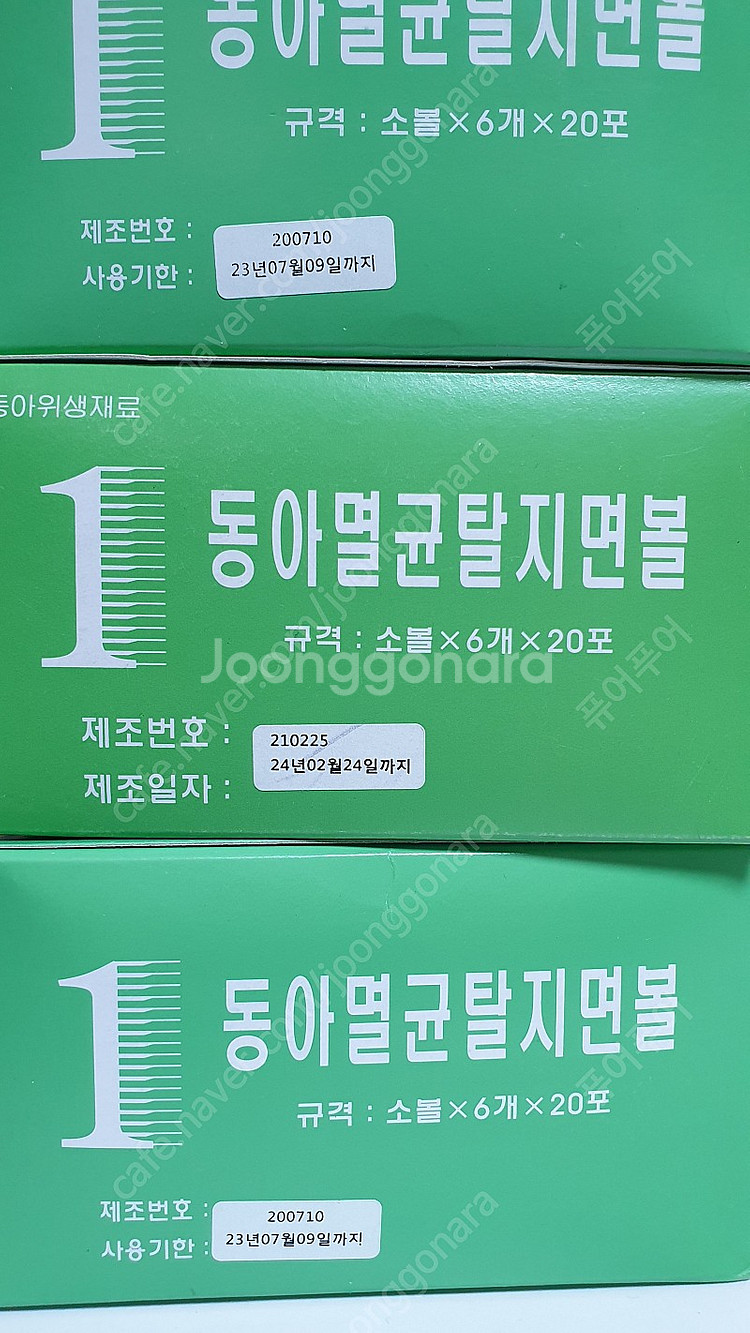 동아멸균탈지면볼
규격 : 소볼×6개×20포
제조번호 : 200710
사용기한 : 23년07월09일까지
동아위생재료
1 동아멸균탈지면볼
규격 : 소볼×6개×20포
Joonggonara
제조번호 : 210225
제조일자 : 24년02월24일까지
1 동아멸균탈지면볼
규격 : 소볼×6개×20포
제조번호 : 200710
사용기한 : 23년07월09일까지
cafe.naver.com/joonggonara
퓨어퓨어